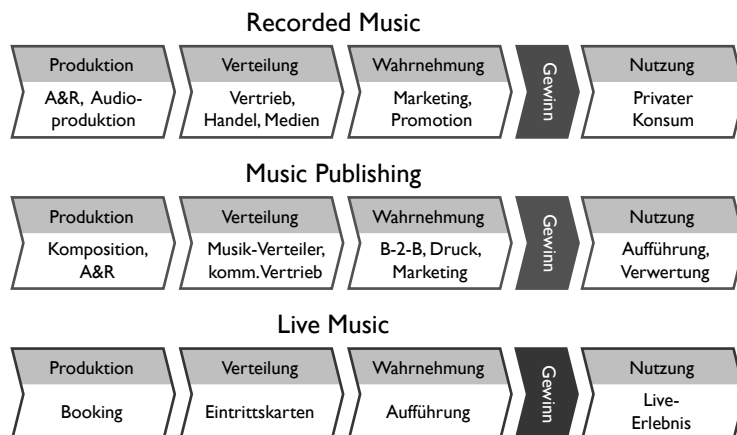 Recorded Music
Produktion
A&R, Audio-
produktion
Verteilung
Vertrieb,
Handel, Medien
Wahrnehmung
Marketing,
Promotion
Gewinn
Nutzung
Privater
Konsum
Music Publishing
Produktion
Komposition,
A&R
Verteilung
Musik-Verteiler,
komm. Vertrieb
Wahrnehmung
B-2-B, Druck,
Marketing
Gewinn
Nutzung
Aufführung,
Verwertung
Live Music
Produktion
Booking
Verteilung
Eintrittskarten
Wahrnehmung
Aufführung
Gewinn
Nutzung
Live-
Erlebnis